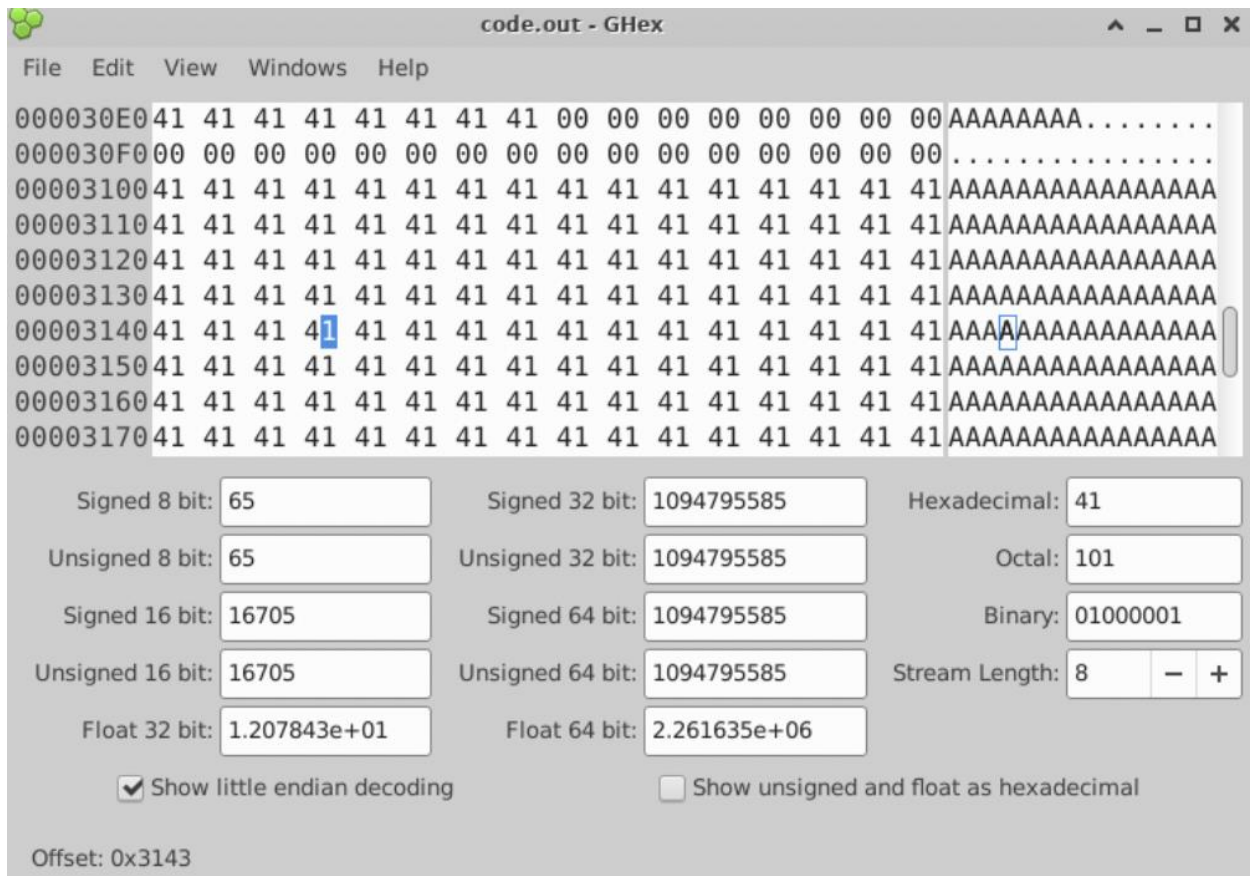 code.out - GHex
File Edit View Windows Help
000030E0 41 41 41 41 41 41 41 41 00 00 00 00 00 00 00 00 AAAAAAAA........
000030F0 00 00 00 00 00 00 00 00 00 00 00 00 00 00 00 00 ................
00003100 41 41 41 41 41 41 41 41 41 41 41 41 41 41 41 41 AAAAAAAAAAAAAAAA
00003110 41 41 41 41 41 41 41 41 41 41 41 41 41 41 41 41 AAAAAAAAAAAAAAAA
00003120 41 41 41 41 41 41 41 41 41 41 41 41 41 41 41 41 AAAAAAAAAAAAAAAA
00003130 41 41 41 41 41 41 41 41 41 41 41 41 41 41 41 41 AAAAAAAAAAAAAAAA
00003140 41 41 41 41 41 41 41 41 41 41 41 41 41 41 41 41 AAAAAAAAAAAAAAAA
00003150 41 41 41 41 41 41 41 41 41 41 41 41 41 41 41 41 AAAAAAAAAAAAAAAA
00003160 41 41 41 41 41 41 41 41 41 41 41 41 41 41 41 41 AAAAAAAAAAAAAAAA
00003170 41 41 41 41 41 41 41 41 41 41 41 41 41 41 41 41 AAAAAAAAAAAAAAAA
Signed 8 bit: 65 Signed 32 bit: 1094795585 Hexadecimal: 41
Unsigned 8 bit: 65 Unsigned 32 bit: 1094795585 Octal: 101
Signed 16 bit: 16705 Signed 64 bit: 1094795585 Binary: 01000001
Unsigned 16 bit: 16705 Unsigned 64 bit: 1094795585 Stream Length: 8 - +
Float 32 bit: 1.207843e+01 Float 64 bit: 2.261635e+06
Show little endian decoding Show unsigned and float as hexadecimal
Offset: 0x3143